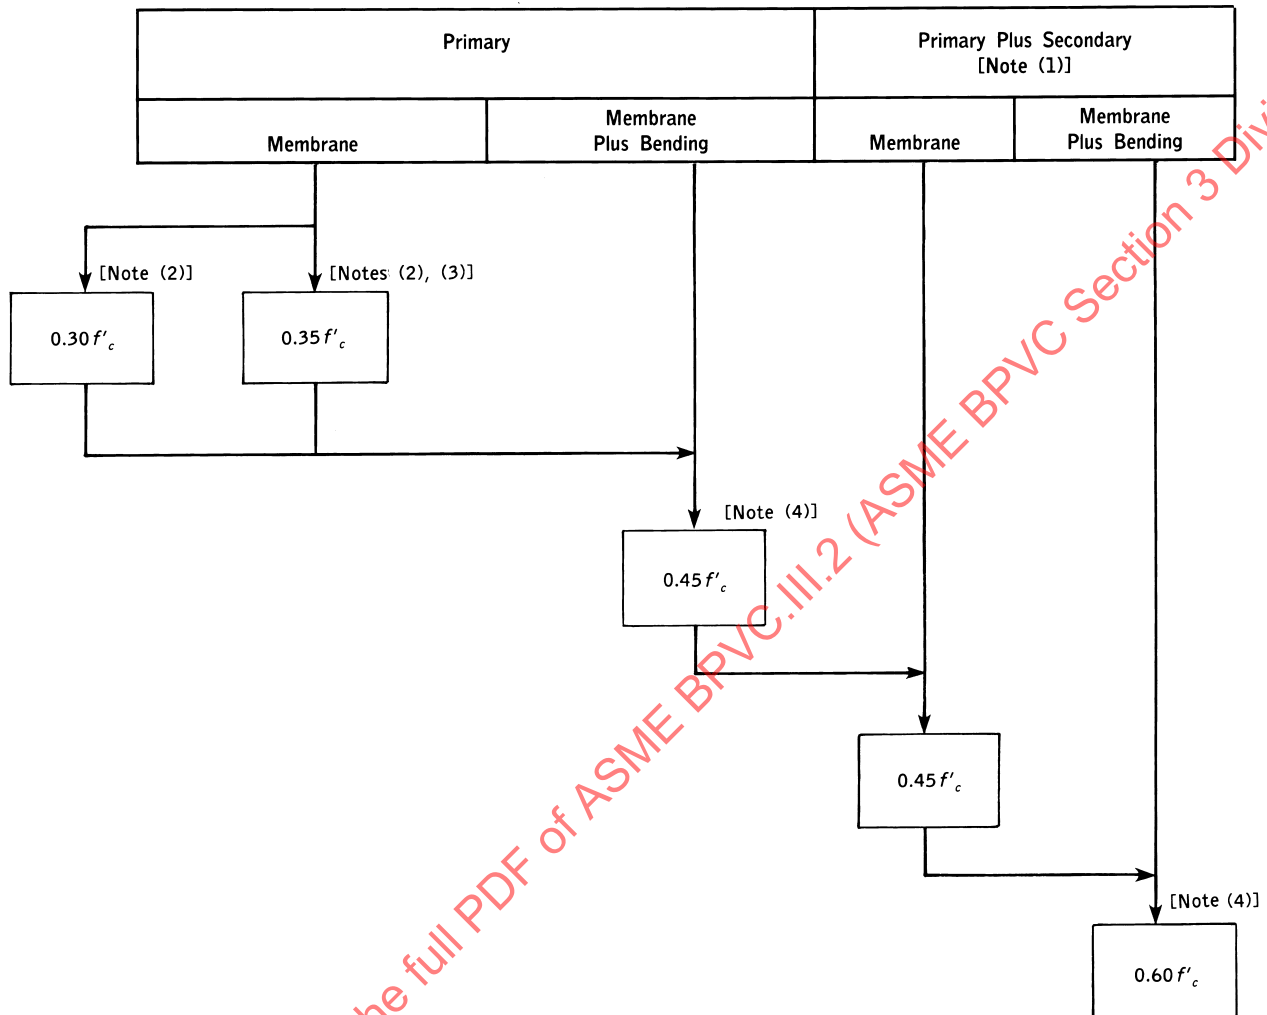 Primary
Primary Plus Secondary
[Note (1)]
Membrane
Membrane
Plus Bending
Membrane
Membrane
Plus Bending
[Note (2)]
[Notes (2), (3)]
0.30 f′c
0.35 f′c
[Note (4)]
0.45 f′c
0.45 f′c
[Note (4)]
0.60 f′c
full PDF of ASME BPVC.III.2 (ASME BPVC Section 3